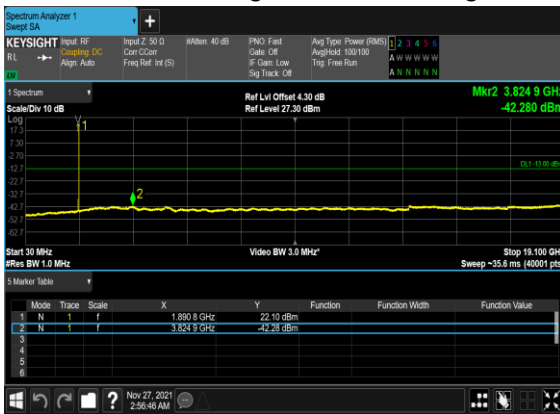 Spectrum Analyzer 1
Swept SA
KEYSIGHT
RL
Input: RF
Coupling: DC
Align: Auto
Input Z: 50 Ω
Corr CCorr
Freq Ref: Int (S)
#Atten: 40 dB
PNO: Fast
Gate: Off
IF Gain: Low
Sig Track: Off
Avg Type: Power (RMS)
Avg|Hold: 100/100
Trig: Free Run
1 2 3 4 5 6
A W W W W W
A N N N N N
LV
1 Spectrum
Scale/Div 10 dB
Ref Lvl Offset 4.30 dB
Ref Level 27.30 dBm
Mkr2 3.824 9 GHz
-42.280 dBm
Log
17.3
7.30
-2.70
-12.7
-22.7
-32.7
-42.7
-52.7
-62.7
1
2
DL1 -13.00 dBm
Start 30 MHz
#Res BW 1.0 MHz
Video BW 3.0 MHz*
Stop 19.100 GHz
Sweep ~35.6 ms (40001 pts
5 Marker Table
Mode Trace Scale X Y Function Function Width Function Value
1 N 1 f 1.890 8 GHz 22.10 dBm
2 N 1 f 3.824 9 GHz -42.28 dBm
3
4
5
6
Nov 27, 2021
2:56:46 AM